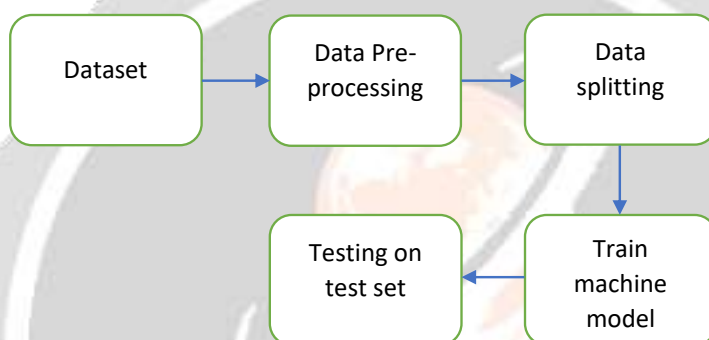 Dataset
Data Pre-
processing
Data
splitting
Testing on
test set
Train
machine
model